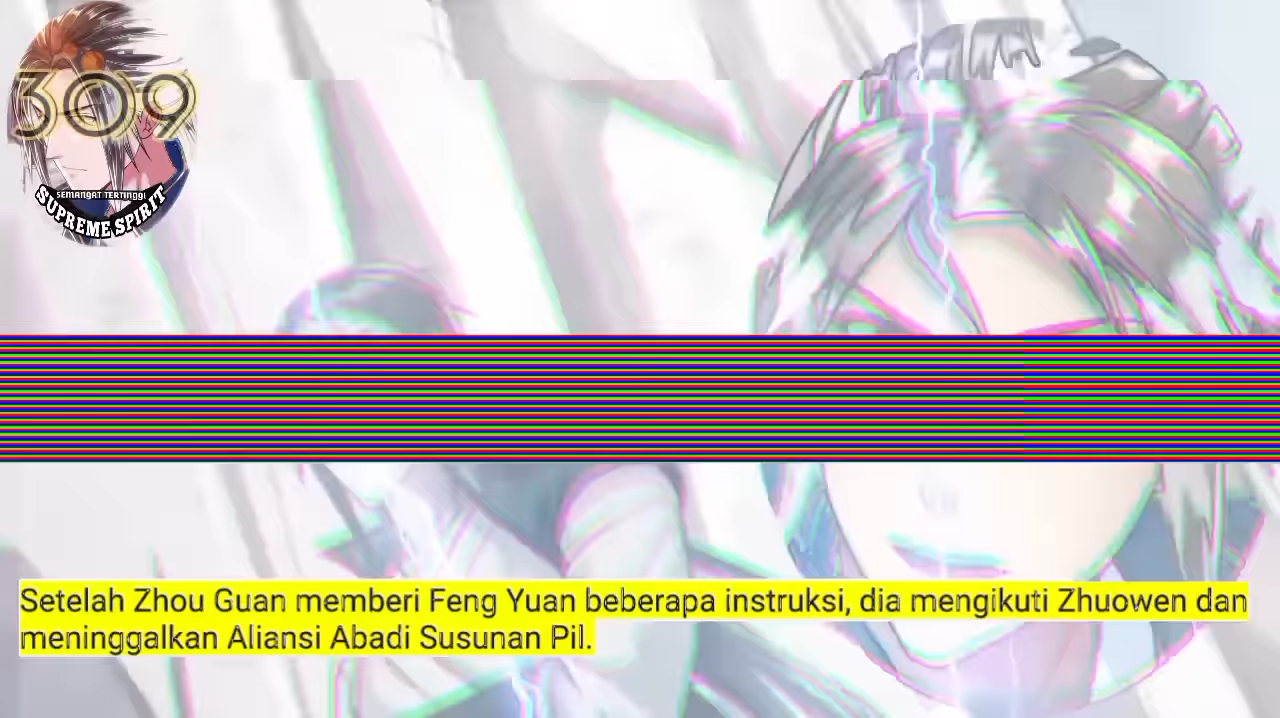 309
SEMANGAT TERTINGGI
SUPREME SPIRIT
Setelah Zhou Guan memberi Feng Yuan beberapa instruksi, dia mengikuti Zhuowen dan
meninggalkan Aliansi Abadi Susunan Pil.